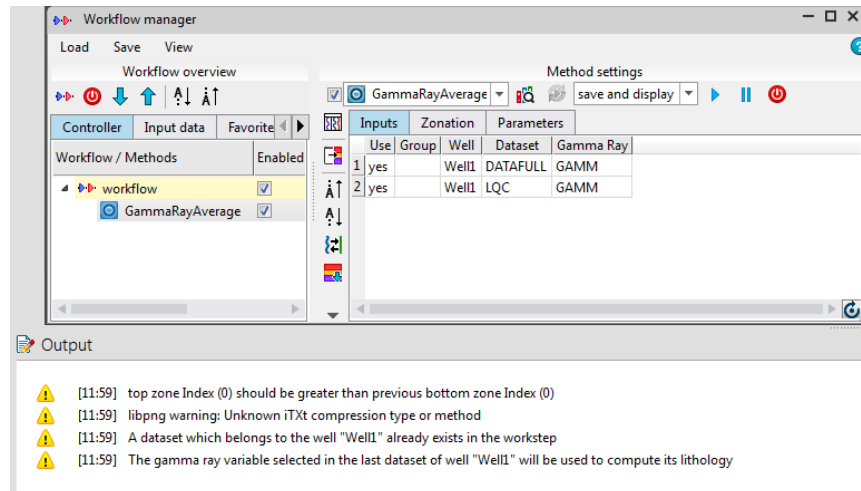 Workflow manager
Load Save View
Workflow overview
Method settings
GammaRayAverage
save and display
Controller Input data Favorite
Inputs Zonation Parameters
Workflow / Methods Enabled
Use Group Well Dataset Gamma Ray
1 yes Well1 DATAFULL GAMM
workflow
2 yes Well1 LQC GAMM
GammaRayAverage
Output
[11:59] top zone Index (0) should be greater than previous bottom zone Index (0)
[11:59] libpng warning: Unknown iTXt compression type or method
[11:59] A dataset which belongs to the well "Well1" already exists in the workstep
[11:59] The gamma ray variable selected in the last dataset of well "Well1" will be used to compute its lithology